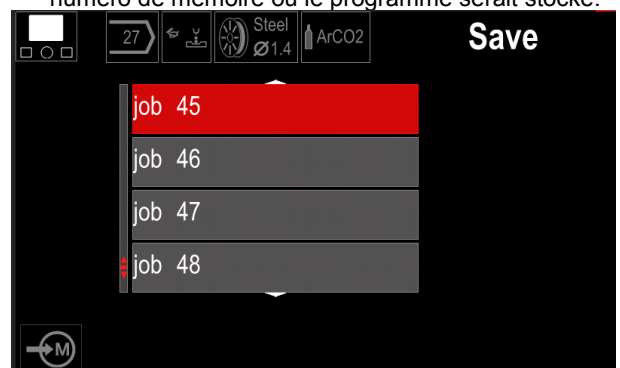 numéro de mémoire où le programme serait stocké.
27 Steel ArCO2 Save
Ø1.4
job 45
job 46
job 47
job 48
M